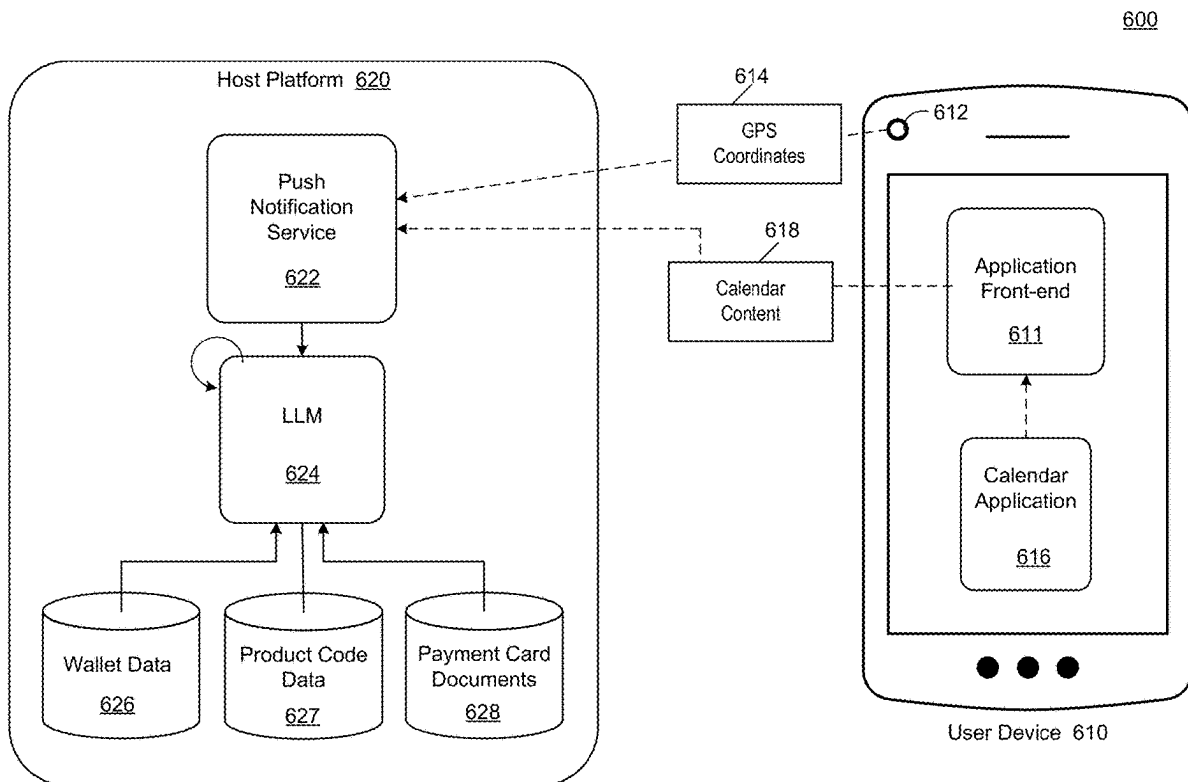 600
Host Platform 620
614
GPS
Coordinates
612
Push
Notification
Service
622
618
Calendar
Content
Application
Front-end
611
LLM
624
Calendar
Application
616
Wallet Data
626
Product Code
Data
627
Payment Card
Documents
628
User Device 610